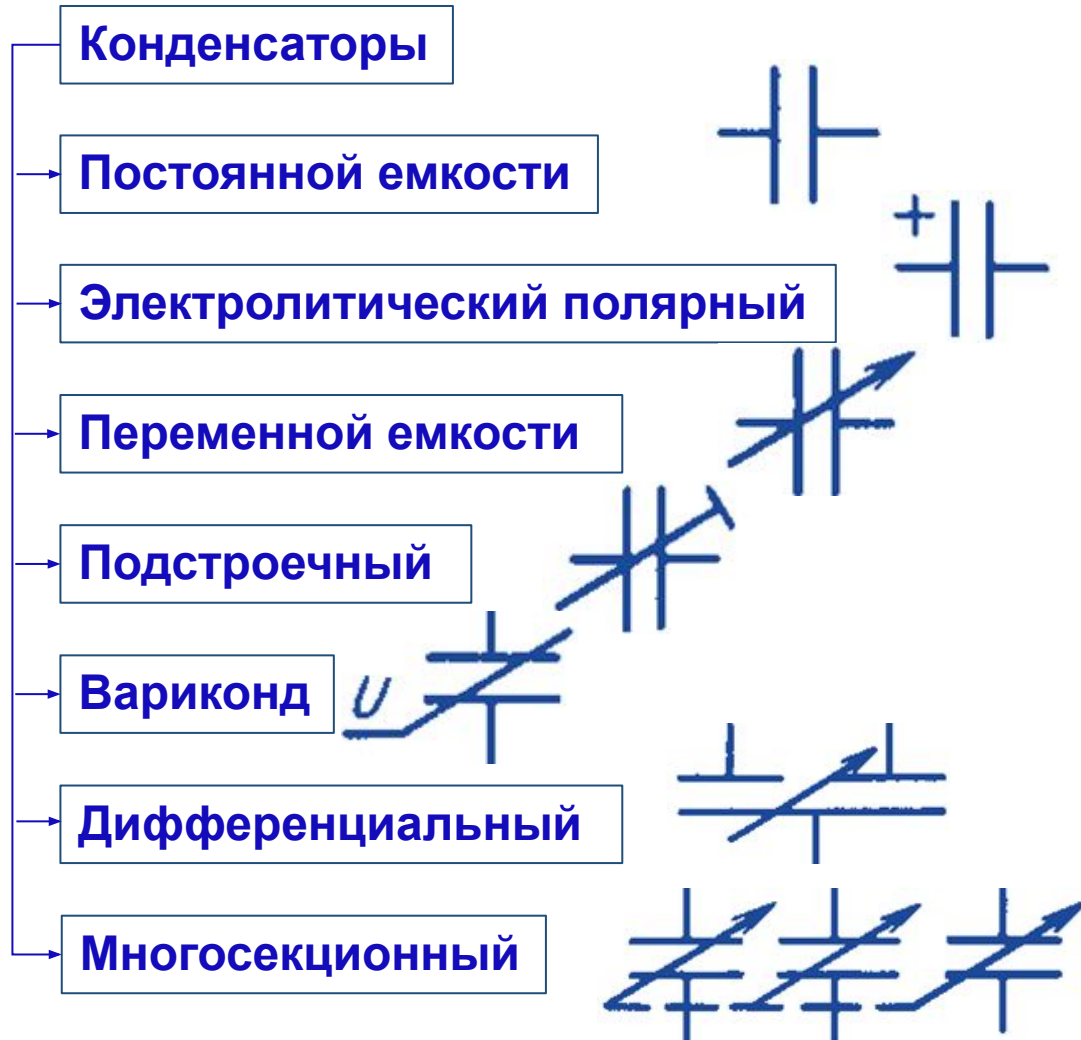 Конденсаторы
Постоянной емкости
+
Электролитический полярный
Переменной емкости
Подстроечный
Вариконд
U
Дифференциальный
Многосекционный